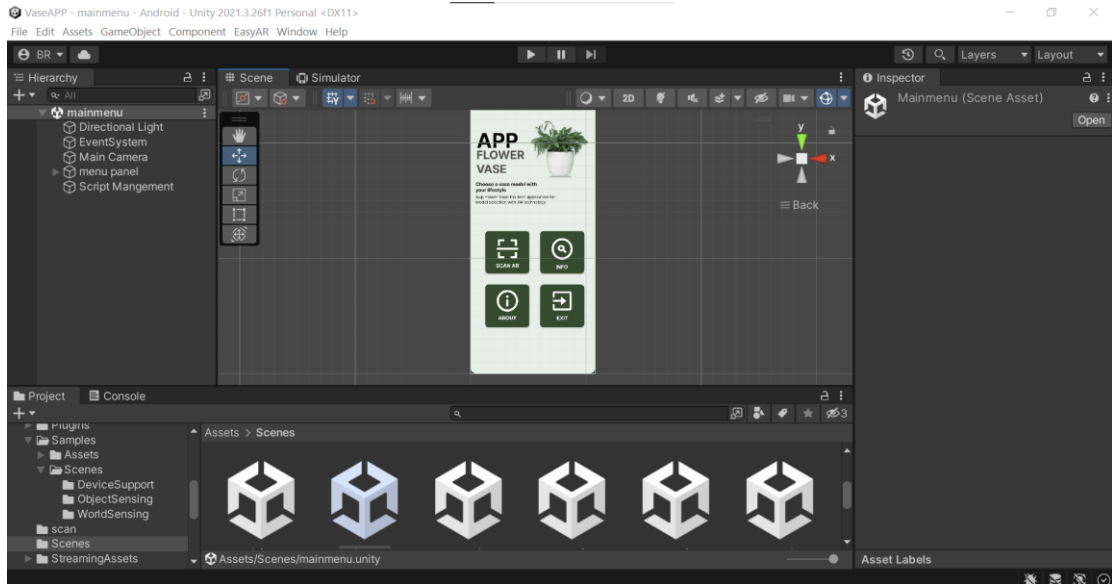 VaseAPP - mainmenu - Android - Unity 2021.3.26f1 Personal <DX11>
File Edit Assets GameObject Component EasyAR Window Help
BR
Layers
Layout
Hierarchy
Scene
Simulator
Inspector
All
2D
Mainmenu (Scene Asset)
Open
mainmenu
Directional Light
EventSystem
Main Camera
menu panel
Script Mangement
y
x
Back
APP
FLOWER
VASE
Choose a vase model with
your lifestyle
SCAN AR
INFO
ABOUT
EXIT
Project
Console
3
Plugins
Samples
Assets
Scenes
DeviceSupport
ObjectSensing
WorldSensing
scan
Scenes
StreamingAssets
Assets > Scenes
Assets/Scenes/mainmenu.unity
Asset Labels